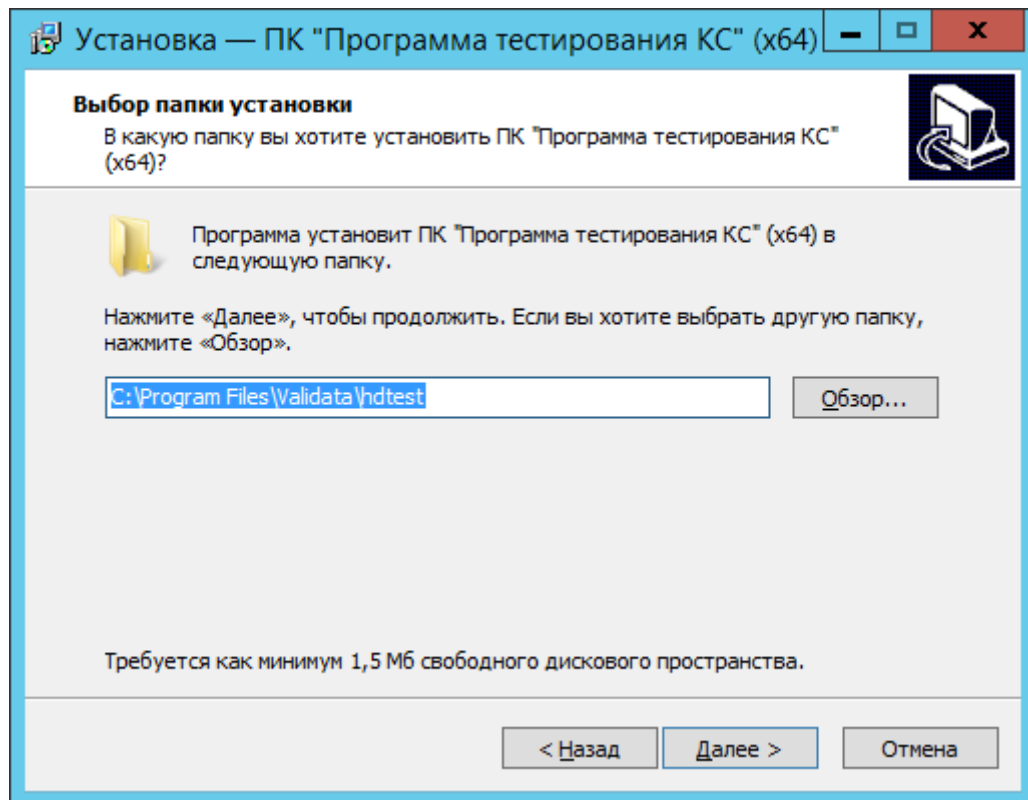 Установка — ПК "Программа тестирования КС" (x64)
Выбор папки установки
В какую папку вы хотите установить ПК "Программа тестирования КС"
(x64)?
Программа установит ПК "Программа тестирования КС" (x64) в
следующую папку.
Нажмите «Далее», чтобы продолжить. Если вы хотите выбрать другую папку,
нажмите «Обзор».
C:\Program Files\Validata\hdtest
Обзор...
Требуется как минимум 1,5 Мб свободного дискового пространства.
< Назад
Далее >
Отмена